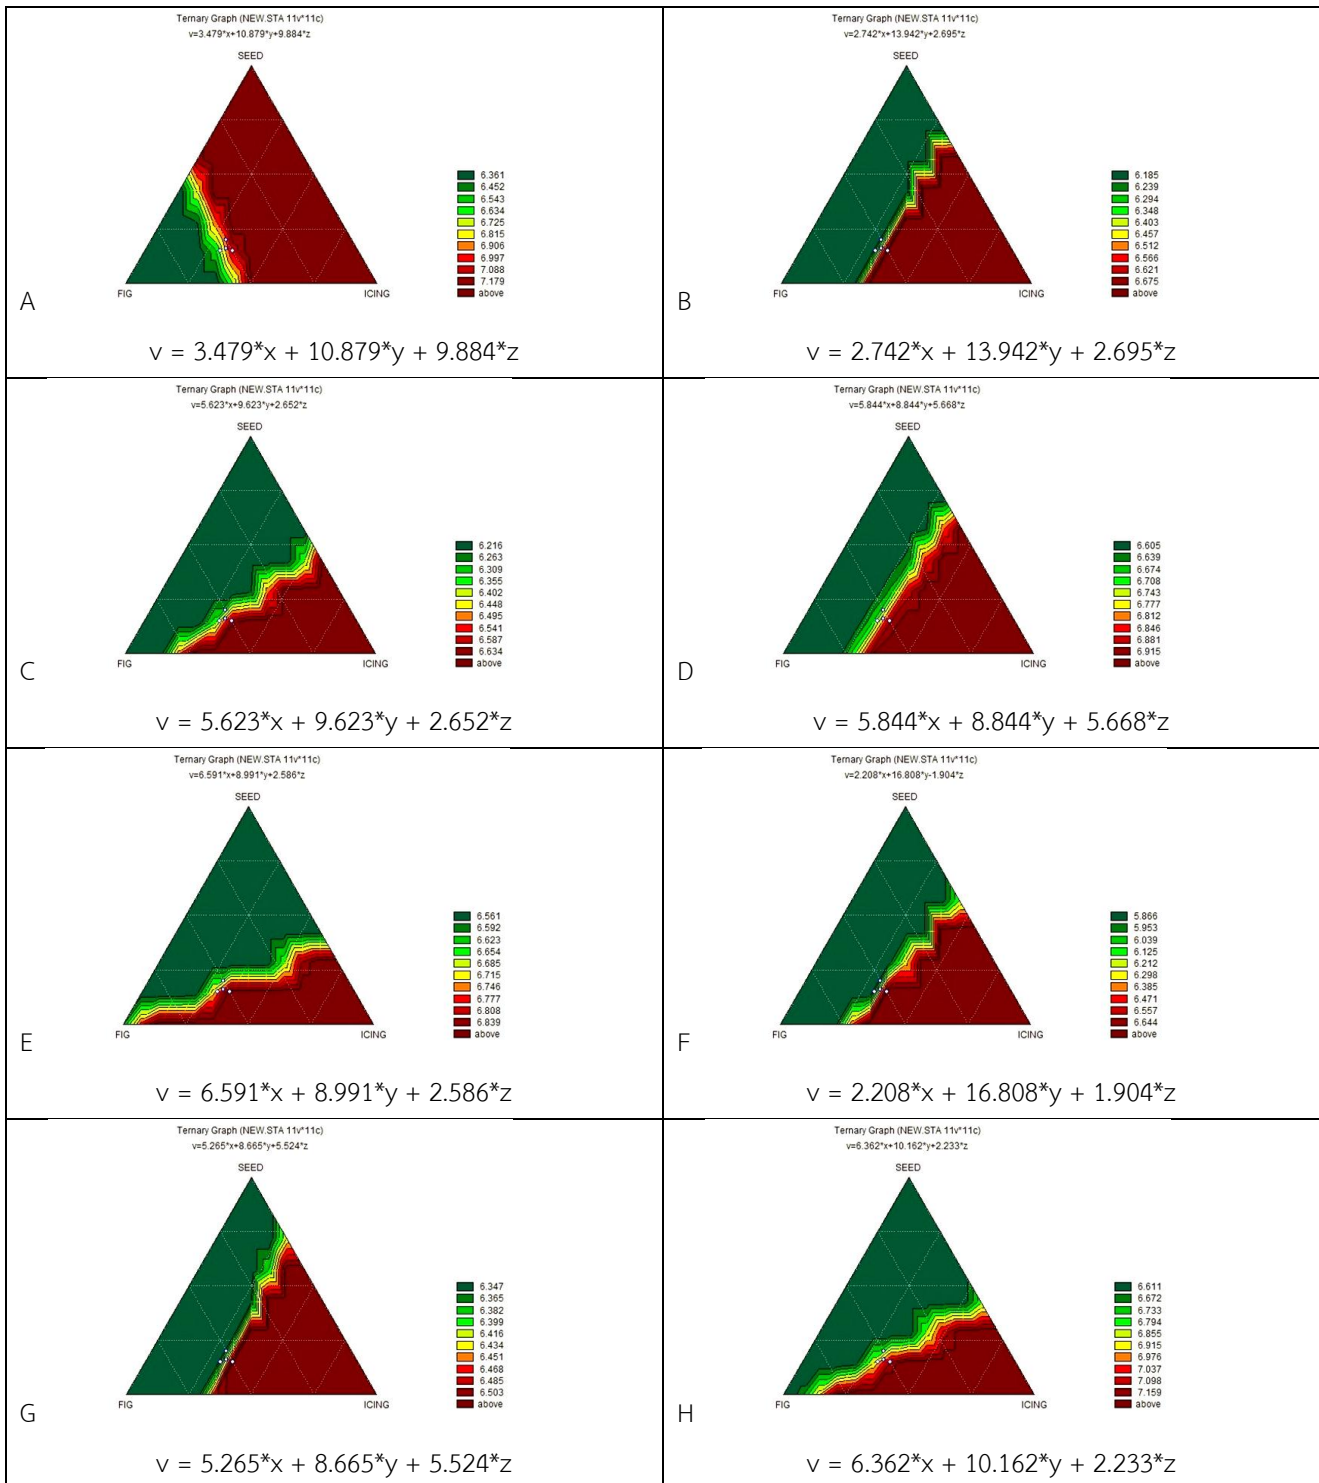 Ternary Graph (NEW.STA 11v*11c)
v=3.479*x+10.879*y+9.884*z
SEED
6.361
6.452
6.543
6.634
6.725
6.815
6.906
6.997
7.088
7.179
above
FIG
ICING
A
v = 3.479*x + 10.879*y + 9.884*z
Ternary Graph (NEW.STA 11v*11c)
v=2.742*x+13.942*y+2.695*z
SEED
6.185
6.239
6.294
6.348
6.403
6.457
6.512
6.566
6.621
6.675
above
FIG
ICING
B
v = 2.742*x + 13.942*y + 2.695*z
Ternary Graph (NEW.STA 11v*11c)
v=5.623*x+9.623*y+2.652*z
SEED
6.216
6.263
6.309
6.355
6.402
6.448
6.495
6.541
6.587
6.634
above
FIG
ICING
C
v = 5.623*x + 9.623*y + 2.652*z
Ternary Graph (NEW.STA 11v*11c)
v=5.844*x+8.844*y+5.668*z
SEED
6.605
6.639
6.674
6.708
6.743
6.777
6.812
6.846
6.881
6.915
above
FIG
ICING
D
v = 5.844*x + 8.844*y + 5.668*z
Ternary Graph (NEW.STA 11v*11c)
v=6.591*x+8.991*y+2.586*z
SEED
6.561
6.592
6.623
6.654
6.685
6.715
6.746
6.777
6.808
6.839
above
FIG
ICING
E
v = 6.591*x + 8.991*y + 2.586*z
Ternary Graph (NEW.STA 11v*11c)
v=2.208*x+16.808*y-1.904*z
SEED
5.866
5.953
6.039
6.125
6.212
6.298
6.385
6.471
6.557
6.644
above
FIG
ICING
F
v = 2.208*x + 16.808*y + 1.904*z
Ternary Graph (NEW.STA 11v*11c)
v=5.265*x+8.665*y+5.524*z
SEED
6.347
6.365
6.382
6.399
6.416
6.434
6.451
6.468
6.485
6.503
above
FIG
ICING
G
v = 5.265*x + 8.665*y + 5.524*z
Ternary Graph (NEW.STA 11v*11c)
v=6.362*x+10.162*y+2.233*z
SEED
6.611
6.672
6.733
6.794
6.855
6.915
6.976
7.037
7.098
7.159
above
FIG
ICING
H
v = 6.362*x + 10.162*y + 2.233*z